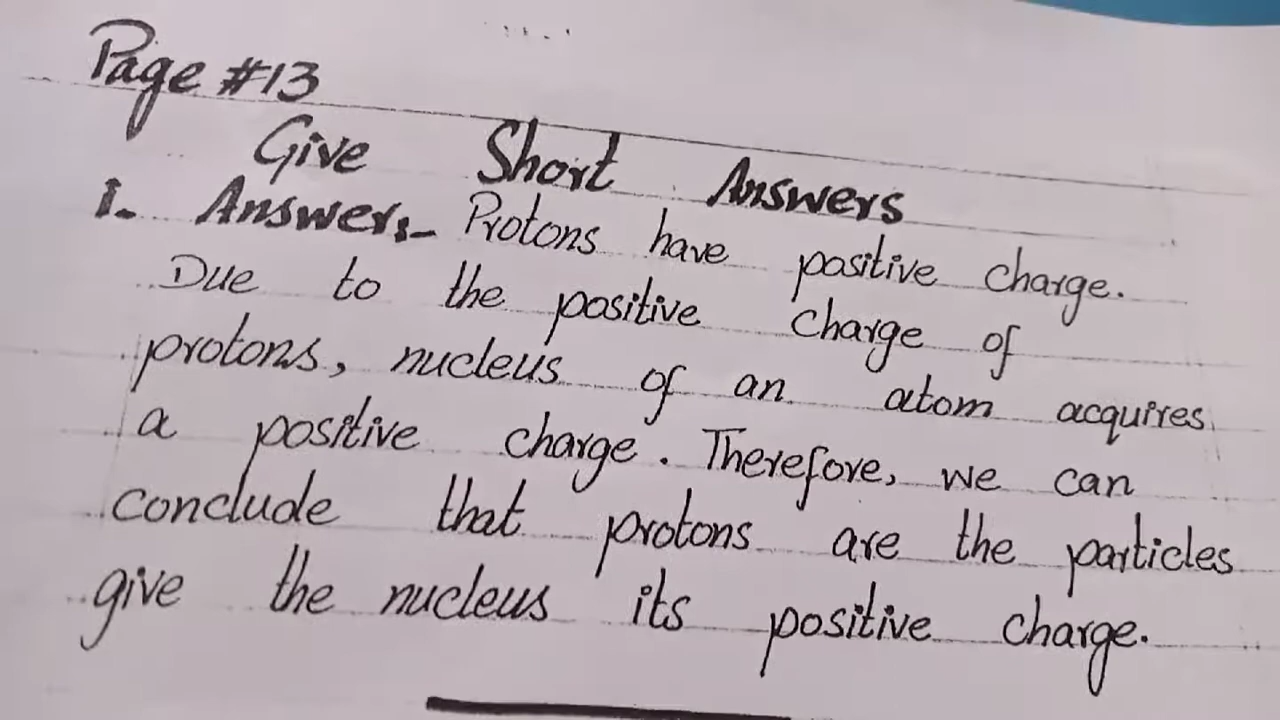 Page #13
Give Short Answers
1. Answer:- Protons have positive charge.
Due to the positive charge of
protons, nucleus of an atom acquires
a positive charge. Therefore, we can
conclude that protons are the particles
give the nucleus its positive charge.